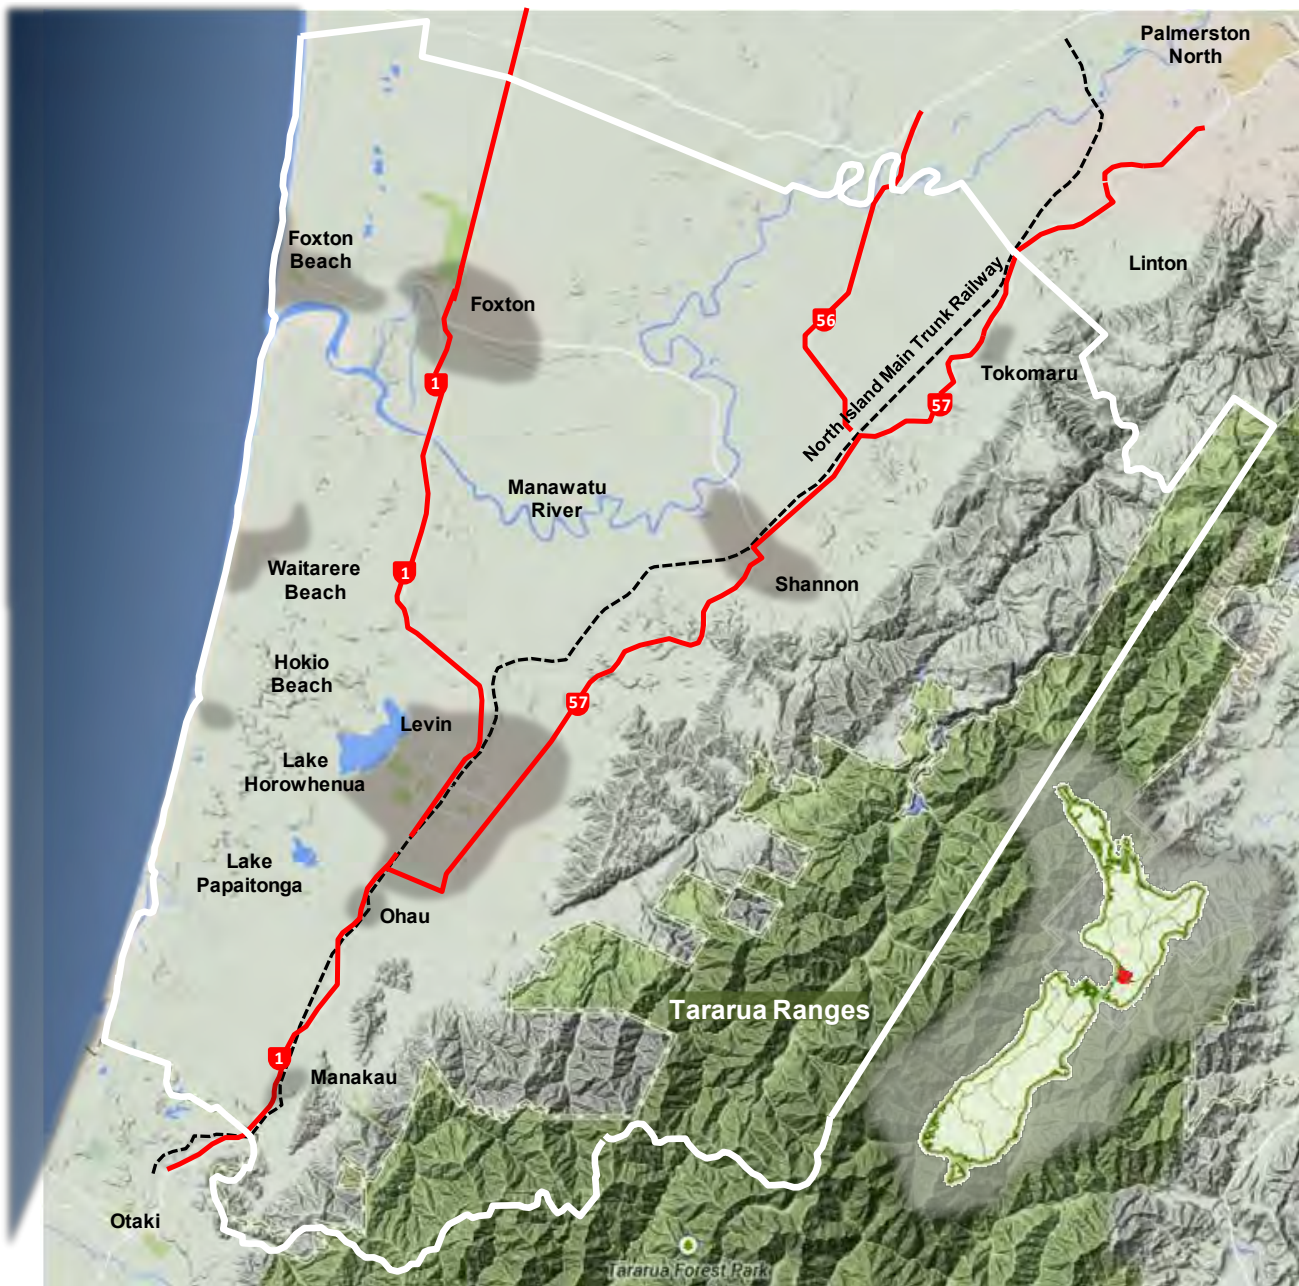 Palmerston
North
Foxton
Beach
Linton
Foxton
56
North Island Main Trunk Railway
Tokomaru
1
57
Manawatu
River
Waitarere
Beach
1
Shannon
Hokio
Beach
57
Levin
Lake
Horowhenua
Lake
Papaitonga
Ohau
Tararua Ranges
1
Manakau
Otaki
Tararua Forest Park